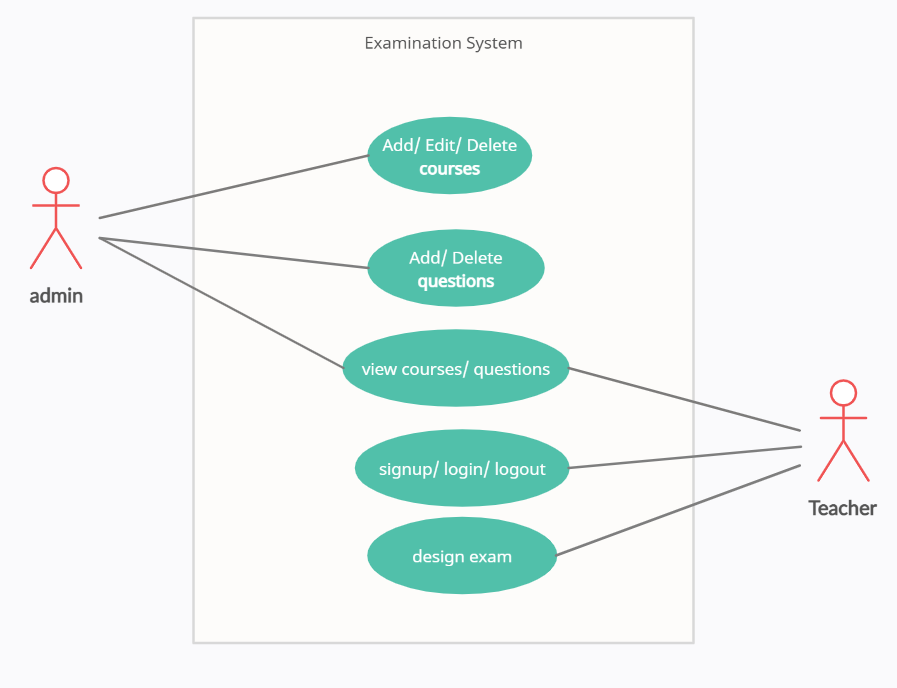 Examination System
Add/ Edit/ Delete
courses
admin
Add/ Delete
questions
view courses/ questions
signup/ login/ logout
Teacher
design exam